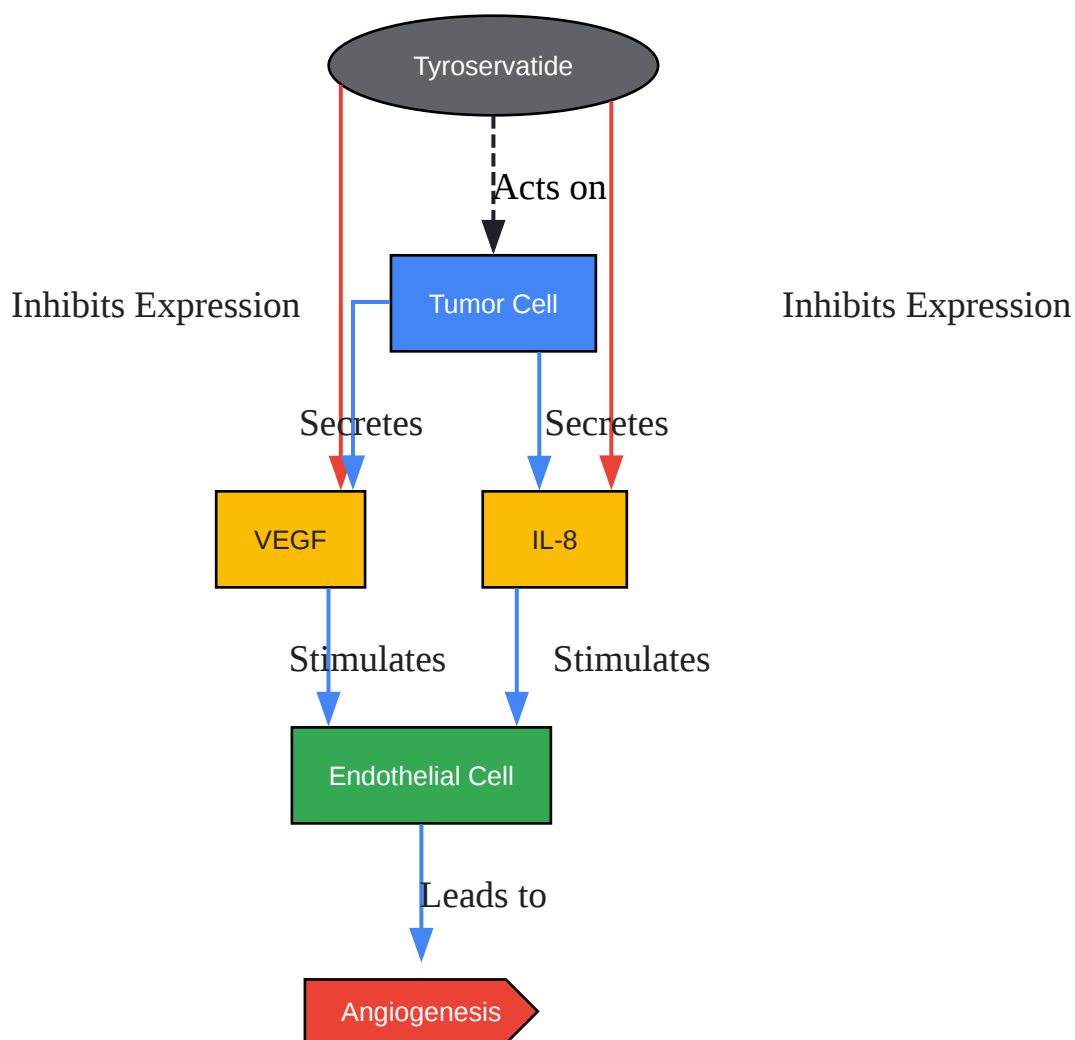 Tyroservatide
Acts on
Inhibits Expression
Tumor Cell
Inhibits Expression
Secretes
Secretes
VEGF
IL-8
Stimulates
Stimulates
Endothelial Cell
Leads to
Angiogenesis